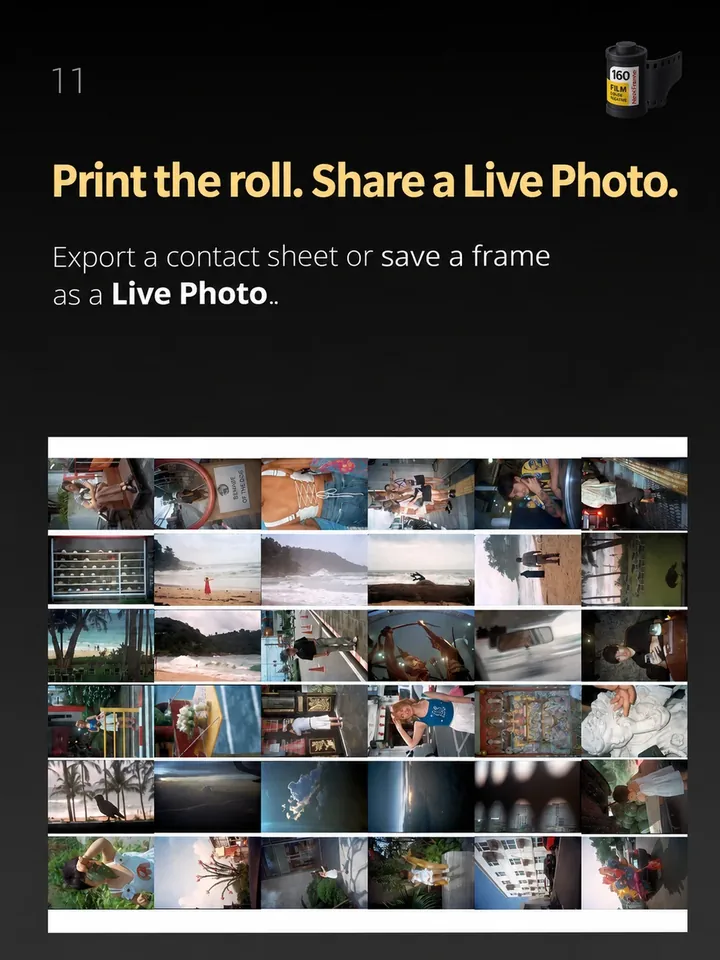 11
160
FILM
Print the roll. Share a Live Photo.
Export a contact sheet or save a frame
as a Live Photo..